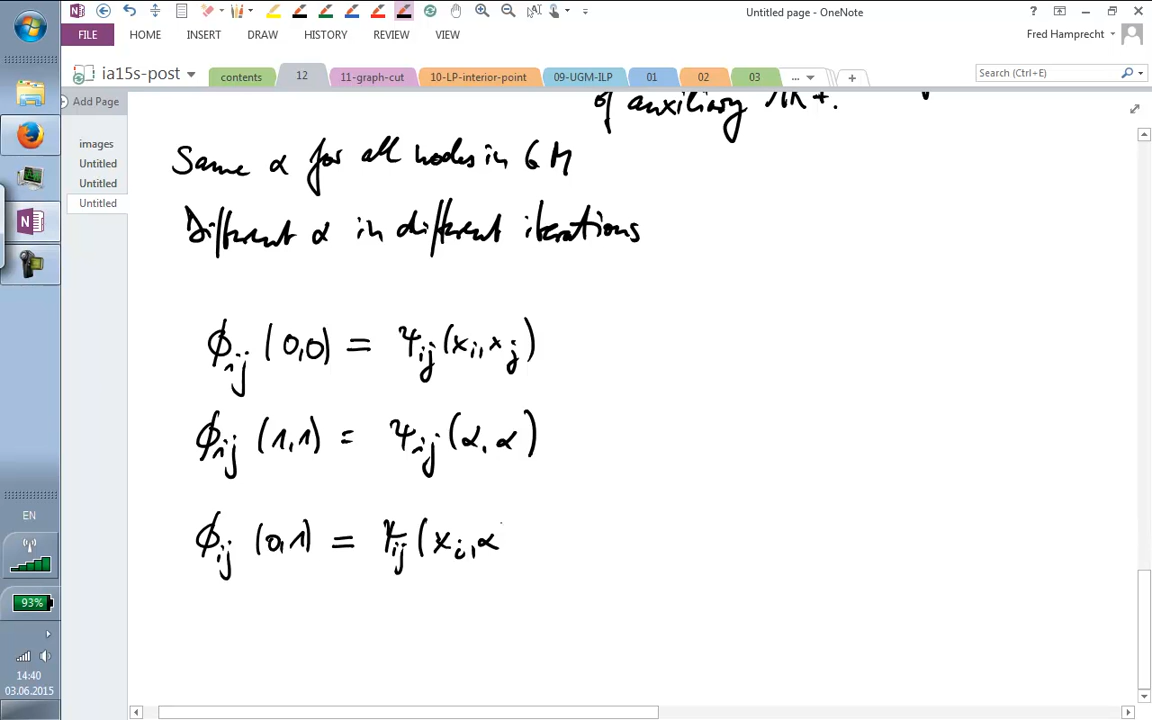 Untitled page - OneNote
FILE HOME INSERT DRAW HISTORY REVIEW VIEW
Fred Hamprecht
ia15s-post contents 12 11-graph-cut 10-LP-interior-point 09-UGM-ILP 01 02 03 ... +
Search (Ctrl+E)
Add Page
images
Untitled
Untitled
Untitled
of auxiliary
Same α for all nodes in GM
Different α in different iterations
ϕij (0,0) = Ψij(xi, xj)
ϕij (1,1) = Ψij(α, α)
ϕij (0,1) = Ψij(xi, α
EN
93%
14:40
03.06.2015